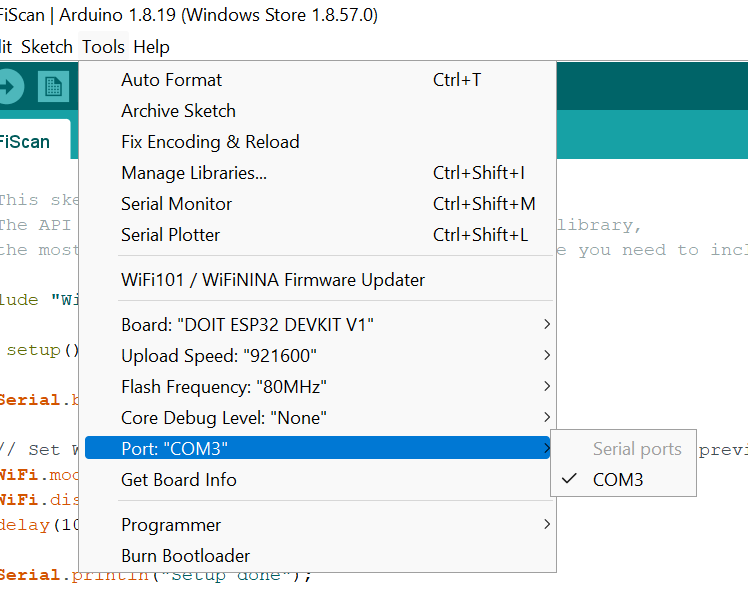 FiScan | Arduino 1.8.19 (Windows Store 1.8.57.0)
it Sketch Tools Help
Auto Format Ctrl+T
Archive Sketch
FiScan Fix Encoding & Reload
Manage Libraries... Ctrl+Shift+I
This ske Serial Monitor Ctrl+Shift+M
The API library,
Serial Plotter Ctrl+Shift+L
the most e you need to incl
WiFi101 / WiFiNINA Firmware Updater
lude "Wi
Board: "DOIT ESP32 DEVKIT V1"
setup()
Upload Speed: "921600"
Flash Frequency: "80MHz"
Serial.b
Core Debug Level: "None"
// Set W Port: "COM3" Serial ports previ
WiFi.mod
Get Board Info COM3
WiFi.dis
delay(10 Programmer
Burn Bootloader
Serial.println("Setup done");